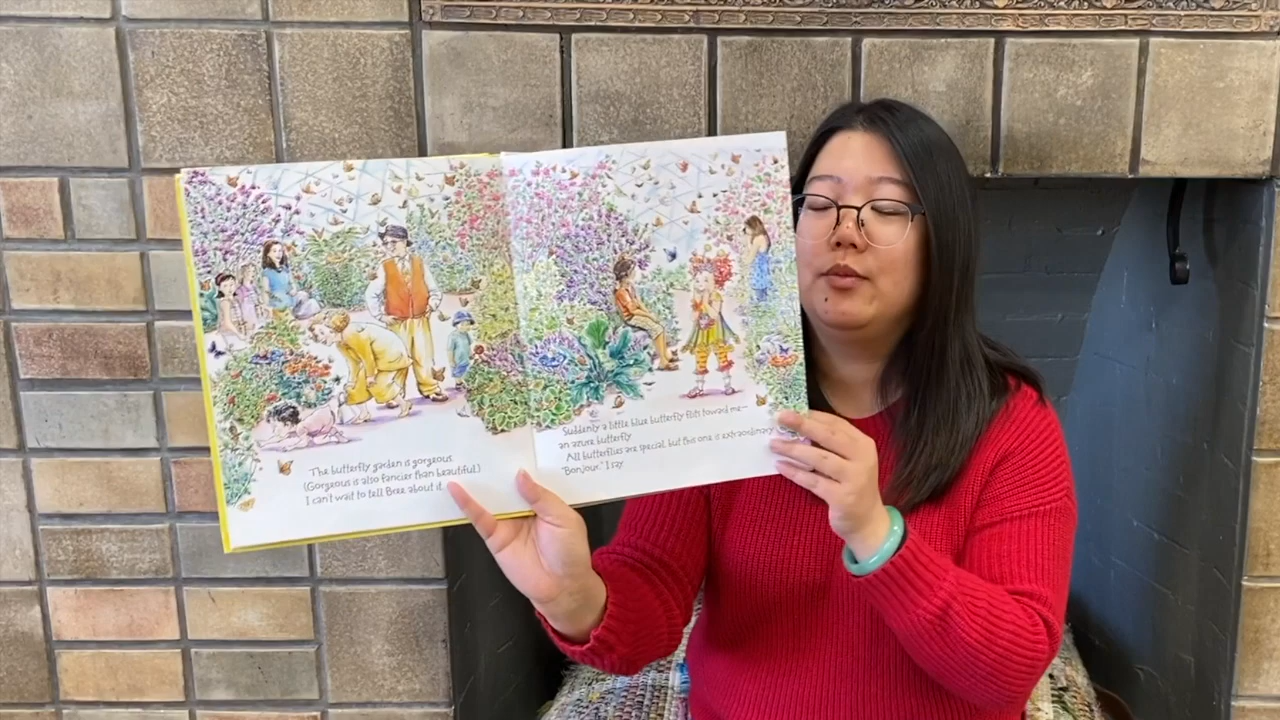 The butterfly garden is gorgeous.
(Gorgeous is also fancier than beautiful.)
I can't wait to tell Bree about it.
Suddenly a little blue butterfly flits toward me—
an azure butterfly.
All butterflies are special, but this one is extraordinary.
"Bonjour," I say.